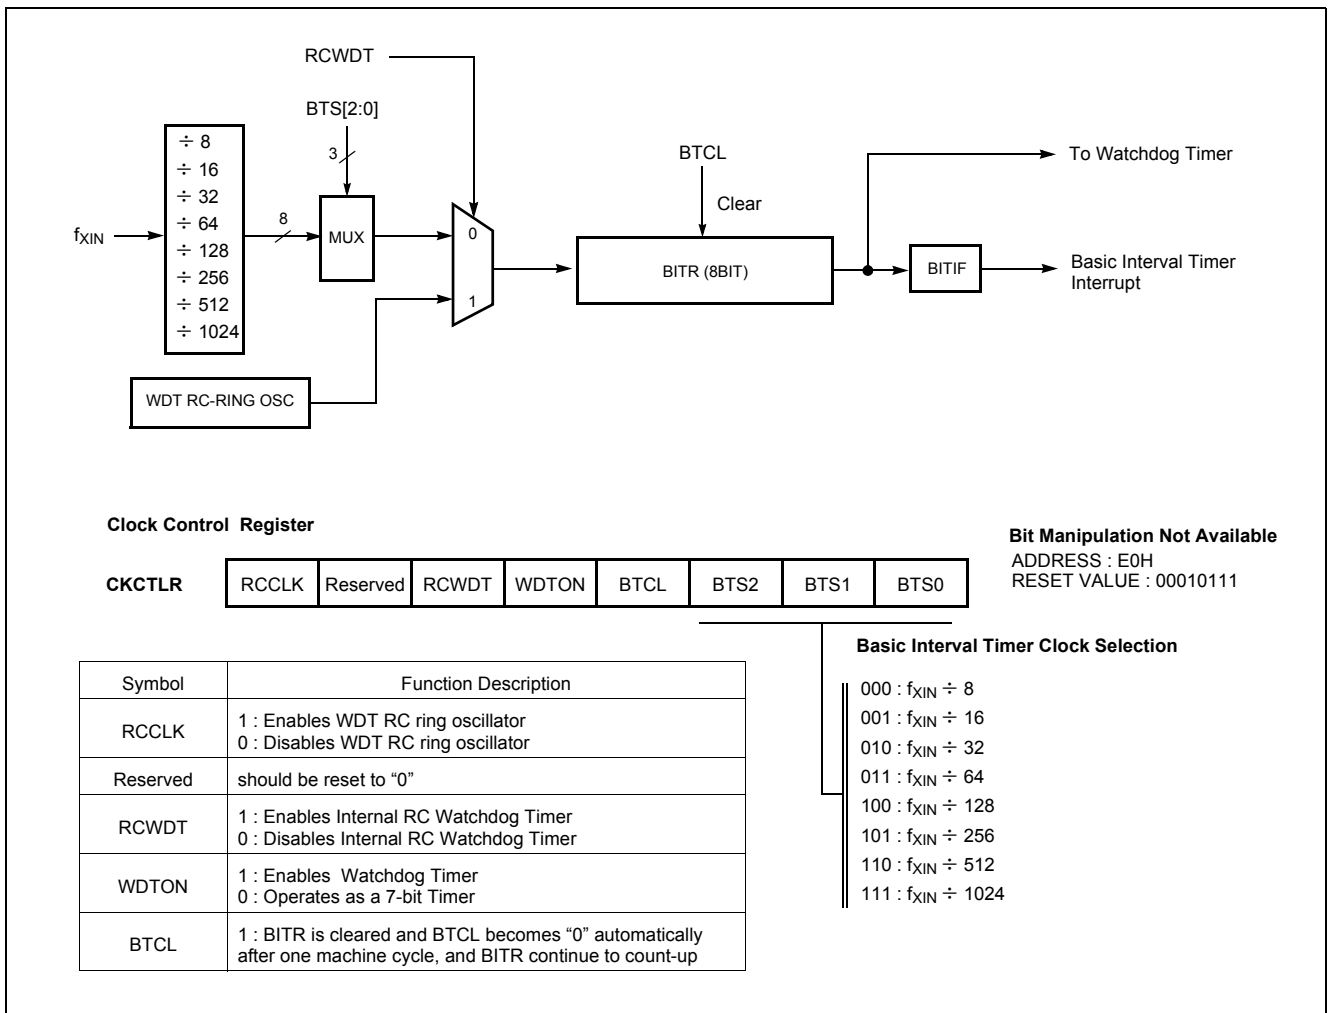 RCWDT
BTS[2:0]
3
÷ 8
÷ 16
÷ 32
÷ 64
÷ 128
÷ 256
÷ 512
÷ 1024
fXIN
8
MUX
0
1
BTCL
Clear
BITR (8BIT)
To Watchdog Timer
BITIF
Basic Interval Timer
Interrupt
WDT RC-RING OSC
Clock Control Register
Bit Manipulation Not Available
ADDRESS : E0H
RESET VALUE : 00010111
CKCTLR RCCLK Reserved RCWDT WDTON BTCL BTS2 BTS1 BTS0
Basic Interval Timer Clock Selection
000 : fXIN ÷ 8
001 : fXIN ÷ 16
010 : fXIN ÷ 32
011 : fXIN ÷ 64
100 : fXIN ÷ 128
101 : fXIN ÷ 256
110 : fXIN ÷ 512
111 : fXIN ÷ 1024
Symbol Function Description
RCCLK
1 : Enables WDT RC ring oscillator
0 : Disables WDT RC ring oscillator
Reserved should be reset to “0”
RCWDT
1 : Enables Internal RC Watchdog Timer
0 : Disables Internal RC Watchdog Timer
WDTON
1 : Enables Watchdog Timer
0 : Operates as a 7-bit Timer
BTCL
1 : BITR is cleared and BTCL becomes “0” automatically
after one machine cycle, and BITR continue to count-up